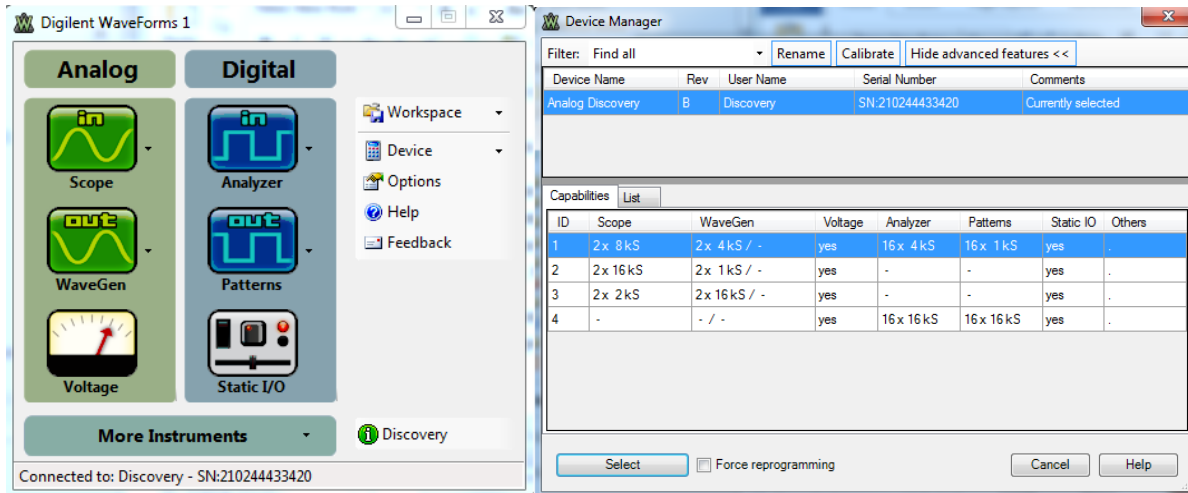 Digilent WaveForms 1
Analog Digital
in in
Scope Analyzer
out out
WaveGen Patterns
Voltage Static I/O
More Instruments
Workspace
Device
Options
Help
Feedback
Discovery
Connected to: Discovery - SN:210244433420
Device Manager
Filter: Find all Rename Calibrate Hide advanced features <<
Device Name Rev User Name Serial Number Comments
Analog Discovery B Discovery SN:210244433420 Currently selected
Capabilities List
ID Scope WaveGen Voltage Analyzer Patterns Static IO Others
1 2x 8kS 2x 4kS / - yes 16x 4kS 16x 1kS yes .
2 2x 16kS 2x 1kS / - yes - - yes .
3 2x 2kS 2x 16kS / - yes - - yes .
4 - - / - yes 16x 16kS 16x 16kS yes .
Select Force reprogramming Cancel Help